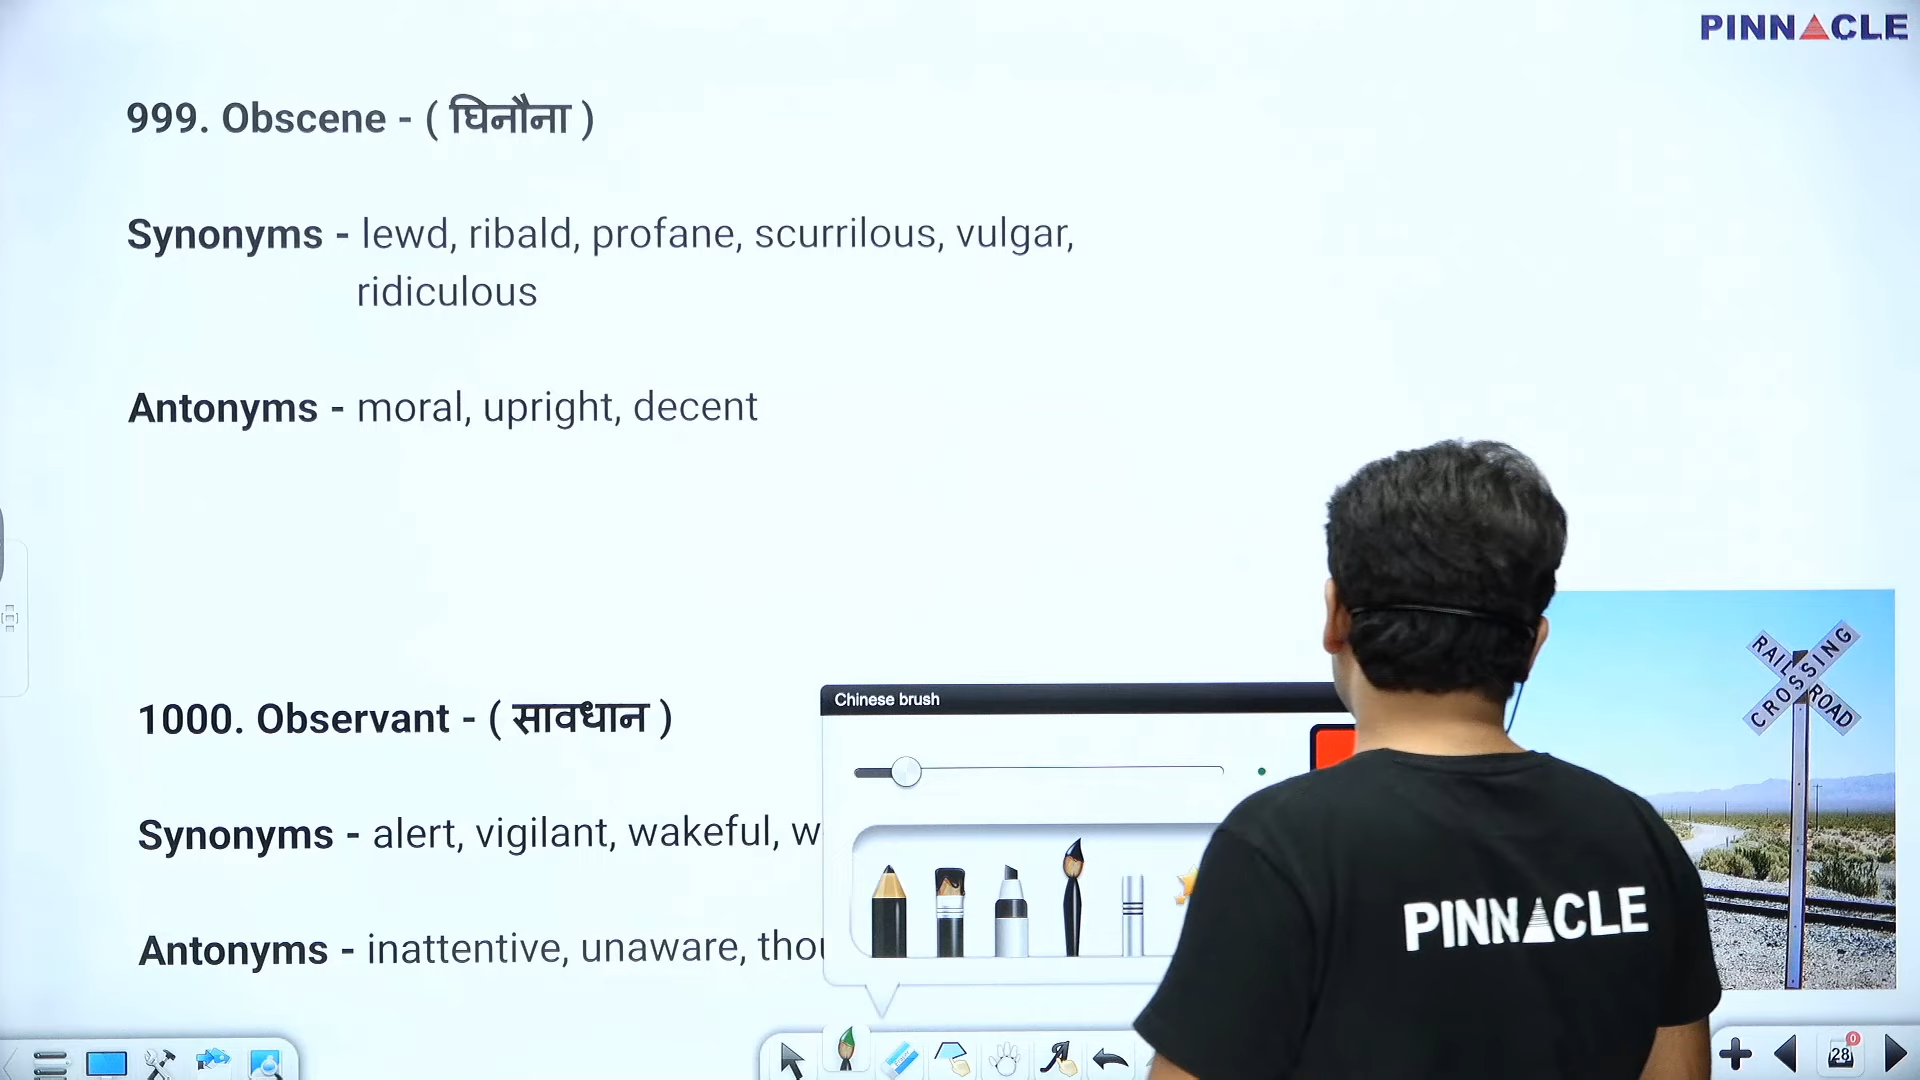 PINNACLE
999. Obscene - ( घिनौना )
Synonyms - lewd, ribald, profane, scurrilous, vulgar,
ridiculous
Antonyms - moral, upright, decent
1000. Observant - ( सावधान )
Synonyms - alert, vigilant, wakeful,
Antonyms - inattentive, unaware,
Chinese brush
RAILROAD
CROSSING
PINNACLE
28
0